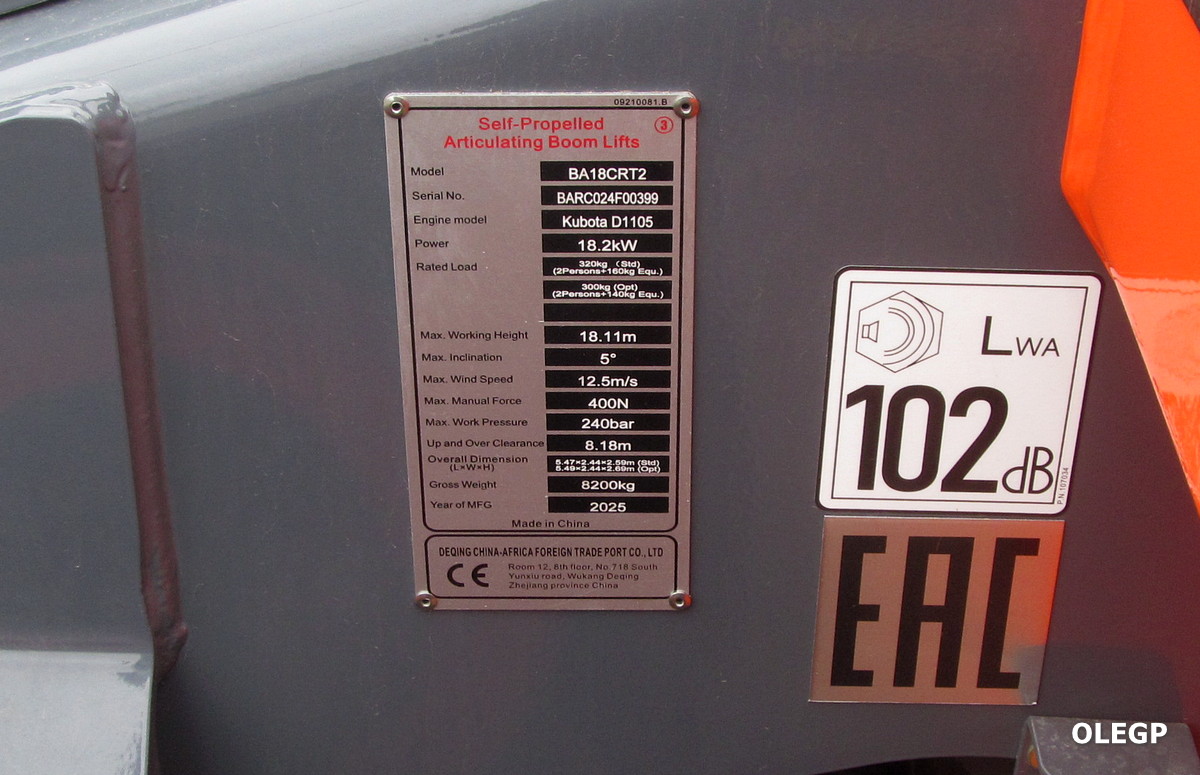 09210081.B
Self-Propelled ③
Articulating Boom Lifts
Model BA18CRT2
Serial No. BARC024F00399
Engine model Kubota D1105
Power 18.2kW
Rated Load 320kg (Std)
(2Persons+160kg Equ.)
300kg (Opt)
(2Persons+140kg Equ.)
Max. Working Height 18.11m
Max. Inclination 5°
Max. Wind Speed 12.5m/s
Max. Manual Force 400N
Max. Work Pressure 240bar
Up and Over Clearance 8.18m
Overall Dimension 5.47×2.44×2.59m (Std)
(L×W×H) 5.49×2.44×2.69m (Opt)
Gross Weight 8200kg
Year of MFG 2025
Made in China
DEQING CHINA-AFRICA FOREIGN TRADE PORT CO., LTD
CE
Room 12, 8th floor, No.718 South
Yunxiu road, Wukang Deqing
Zhejiang province China
LWA
102 dB
P.N.107034
EAC
OLEGP